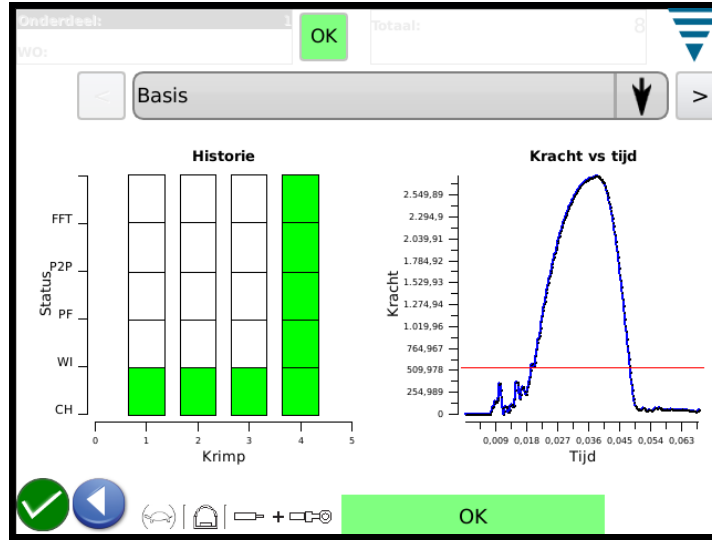 Onderdeel: 1
WO:
OK
Totaal: 8
<
Basis
>
Historie
Status
FFT
P2P
PF
WI
CH
0 1 2 3 4 5
Krimp
Kracht vs tijd
Kracht
2.549,89
2.294,9
2.039,91
1.784,92
1.529,93
1.274,94
1.019,96
764,967
509,978
254,989
0
0,009 0,018 0,027 0,036 0,045 0,054 0,063
Tijd
+
OK